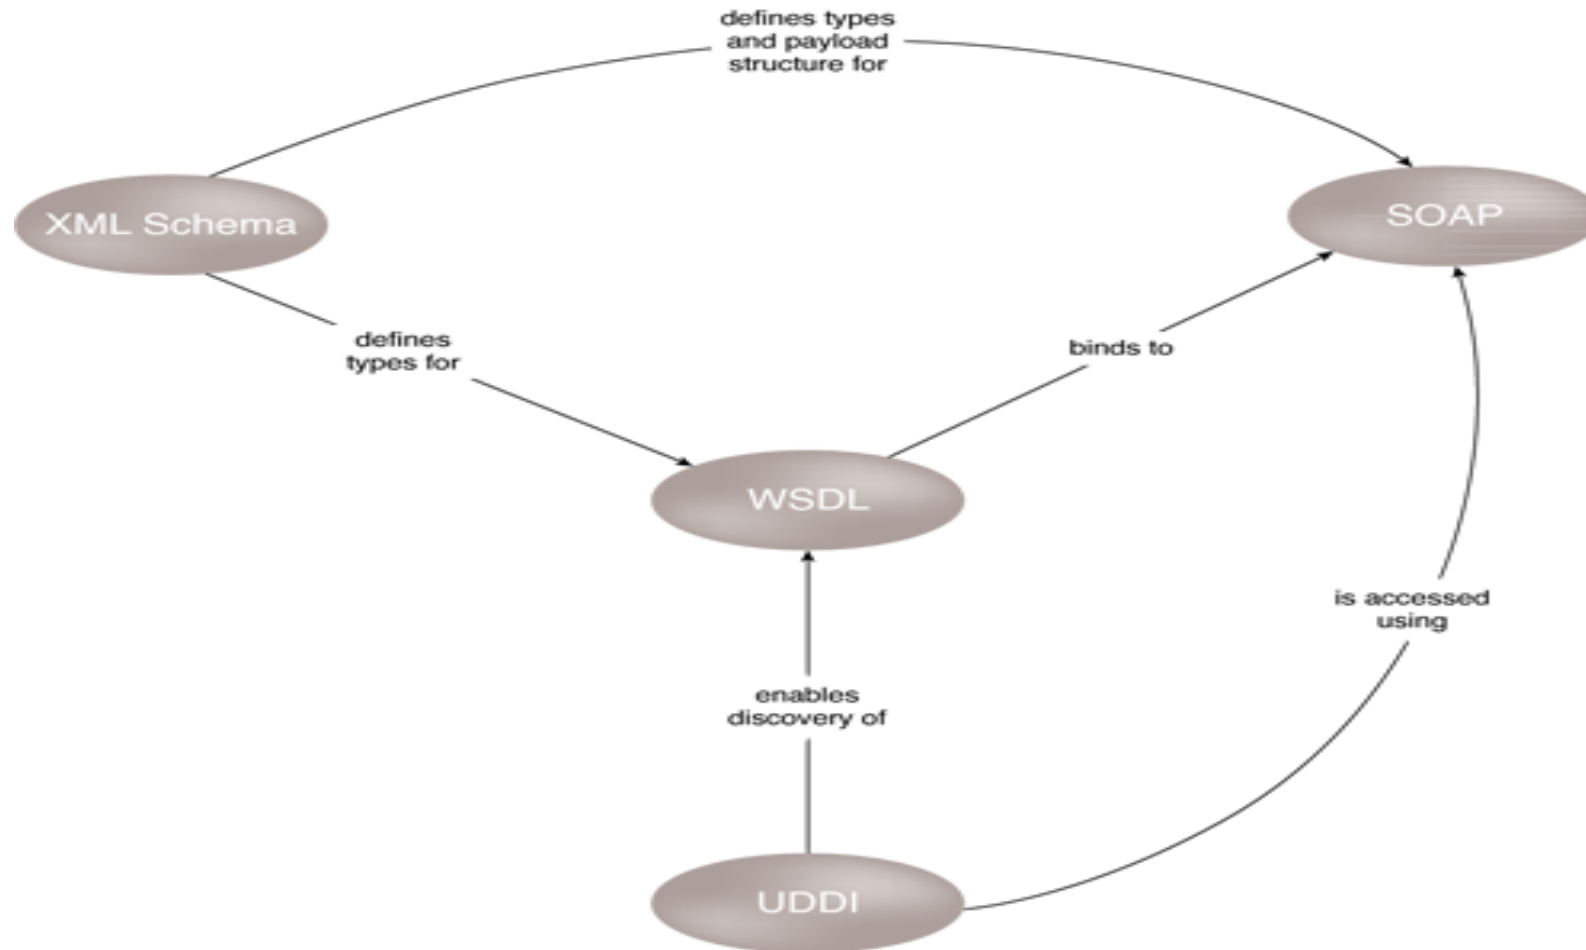 defines types
and payload
structure for
XML Schema
SOAP
defines
types for
binds to
WSDL
is accessed
using
enables
discovery of
UDDI